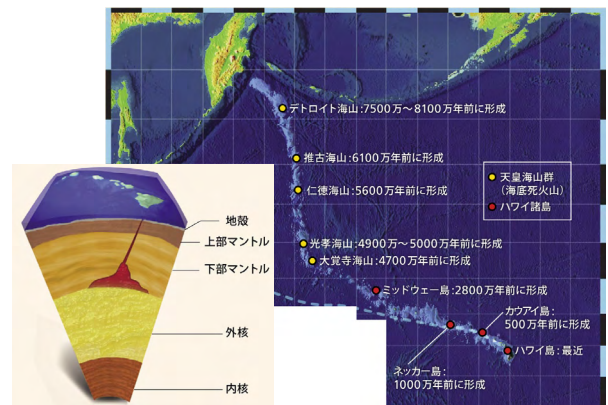 デトロイト海山:7500万〜8100万年前に形成
推古海山:6100万年前に形成
仁徳海山:5600万年前に形成
天皇海山群
(海底死火山)
ハワイ諸島
光孝海山:4900万〜5000万年前に形成
大覚寺海山:4700万年前に形成
ミッドウェー島:2800万年前に形成
カウアイ島:
500万年前に形成
ハワイ島:最近
ネッカー島:
1000万年前に形成
地殻
上部マントル
下部マントル
外核
内核